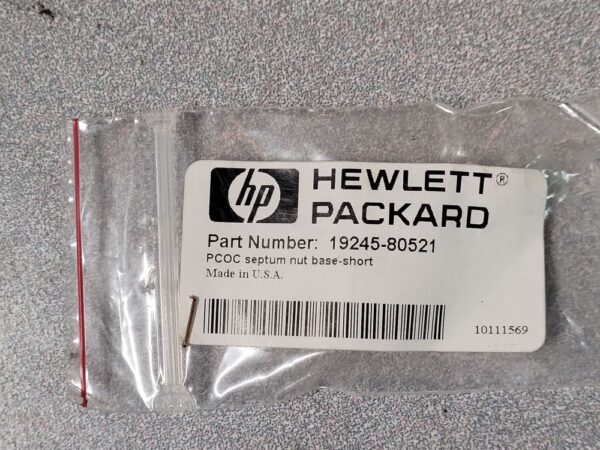 hp HEWLETT®
PACKARD
Part Number: 19245-80521
PCOC septum nut base-short
Made in U.S.A.
10111569